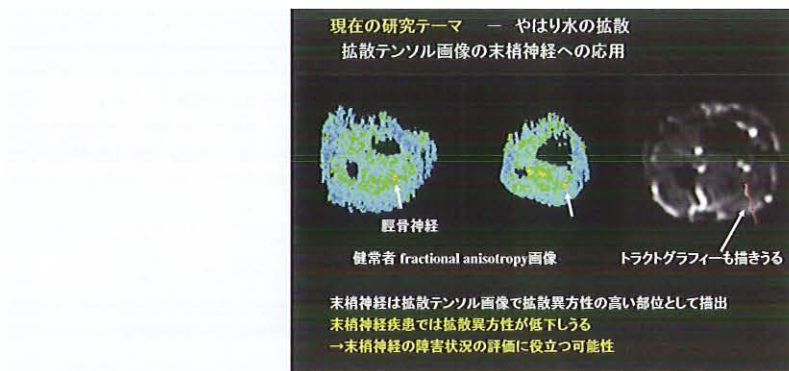 現在の研究テーマ － やはり水の拡散
拡散テンソル画像の末梢神経への応用
脛骨神経
健常者 fractional anisotropy画像
トラクトグラフィーも描きうる
末梢神経は拡散テンソル画像で拡散異方性の高い部位として描出
末梢神経疾患では拡散異方性が低下しうる
→末梢神経の障害状況の評価に役立つ可能性